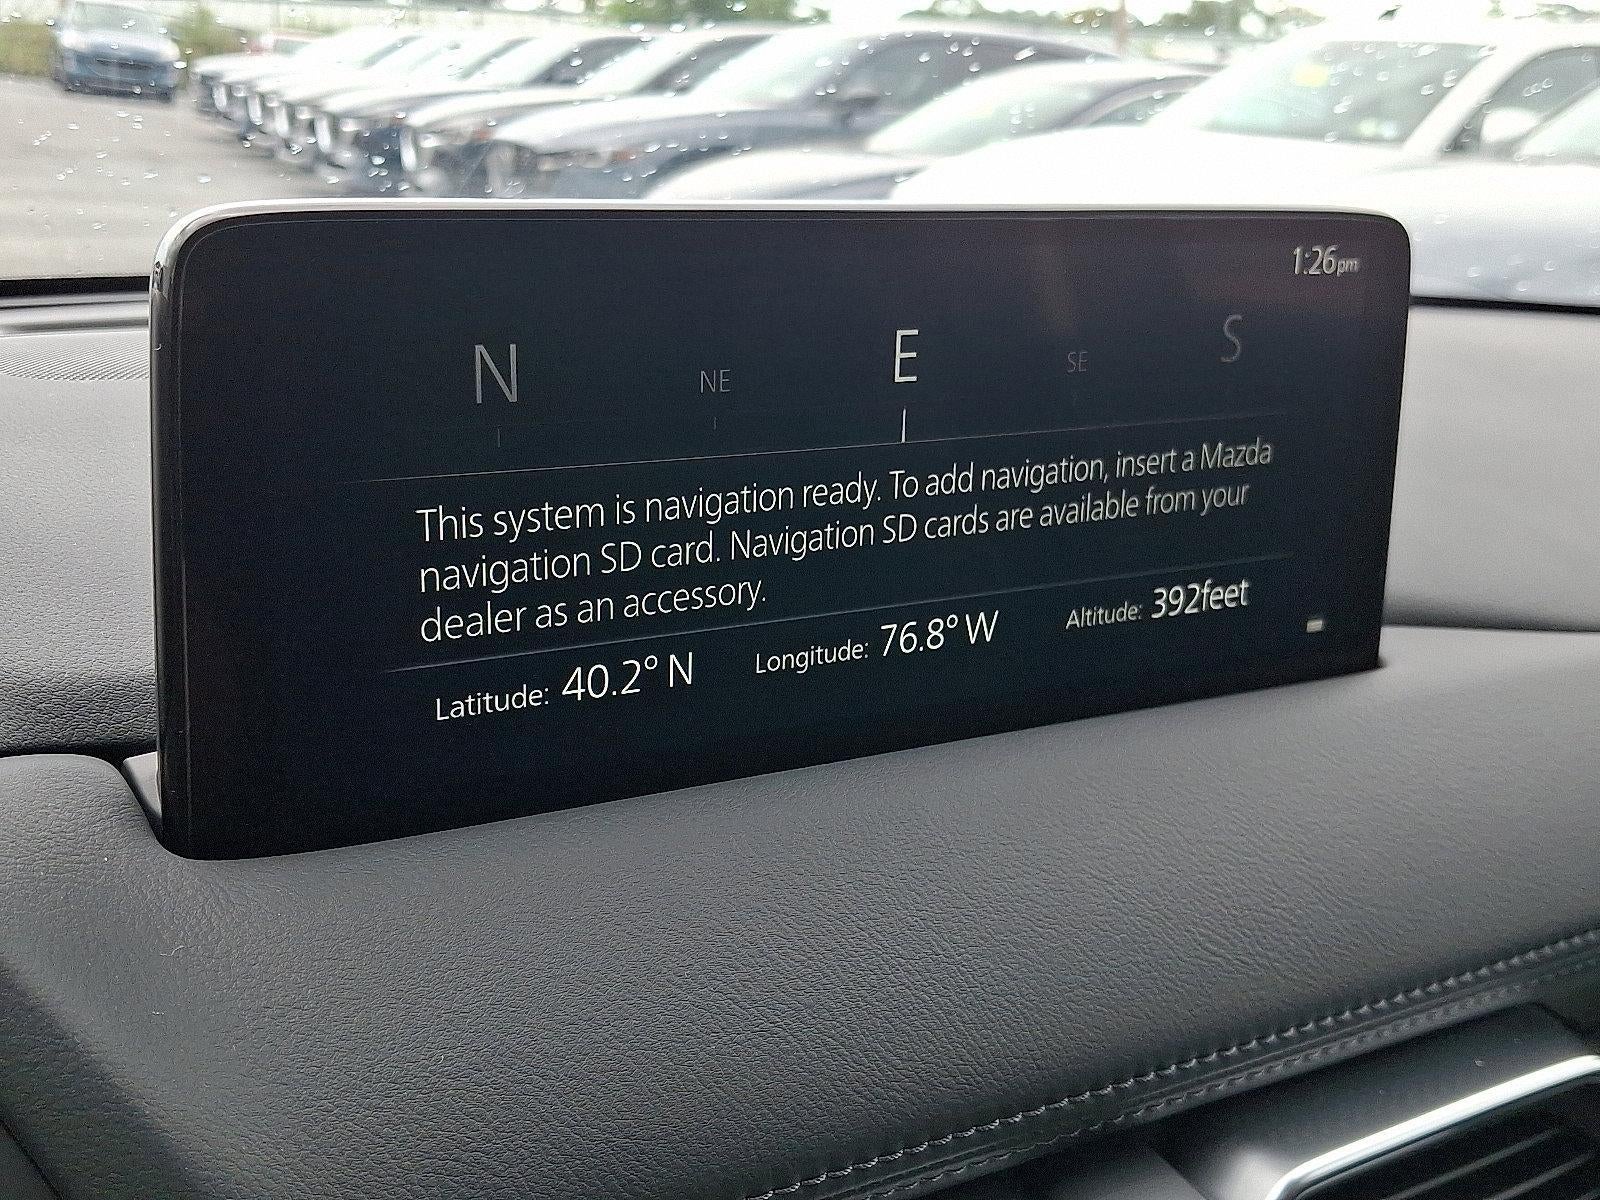 1:26pm
N NE E SE S
This system is navigation ready. To add navigation, insert a Mazda
navigation SD card. Navigation SD cards are available from your
dealer as an accessory.
Latitude: 40.2° N Longitude: 76.8° W Altitude: 392feet